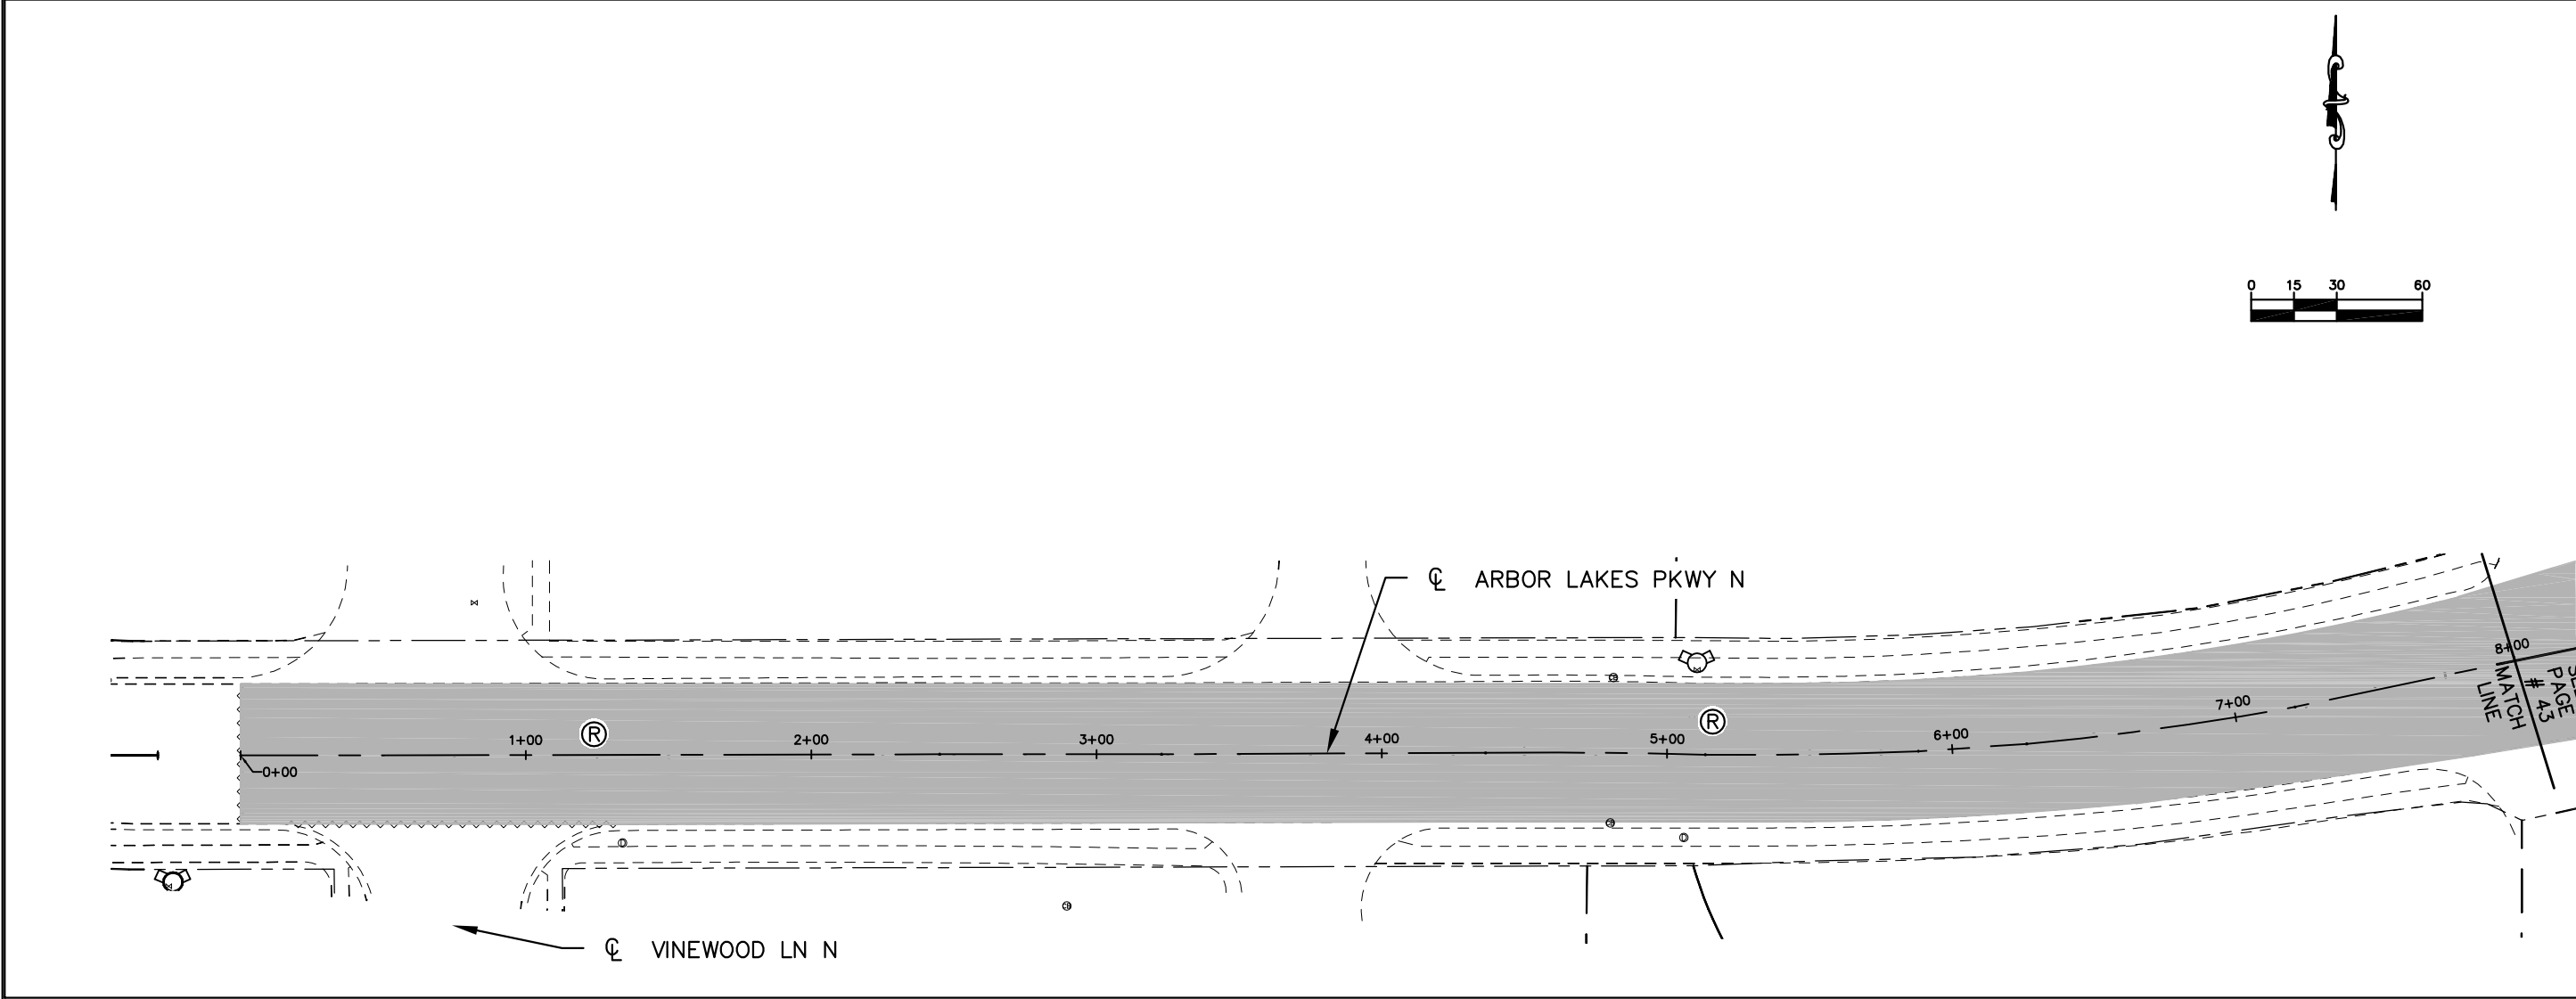 0 15 30 60
℄ ARBOR LAKES PKWY N
8+00
PAGE
# 43
MATCH
LINE
7+00
6+00
5+00
4+00
3+00
2+00
1+00
Ⓡ
Ⓡ
0+00
℄ VINEWOOD LN N